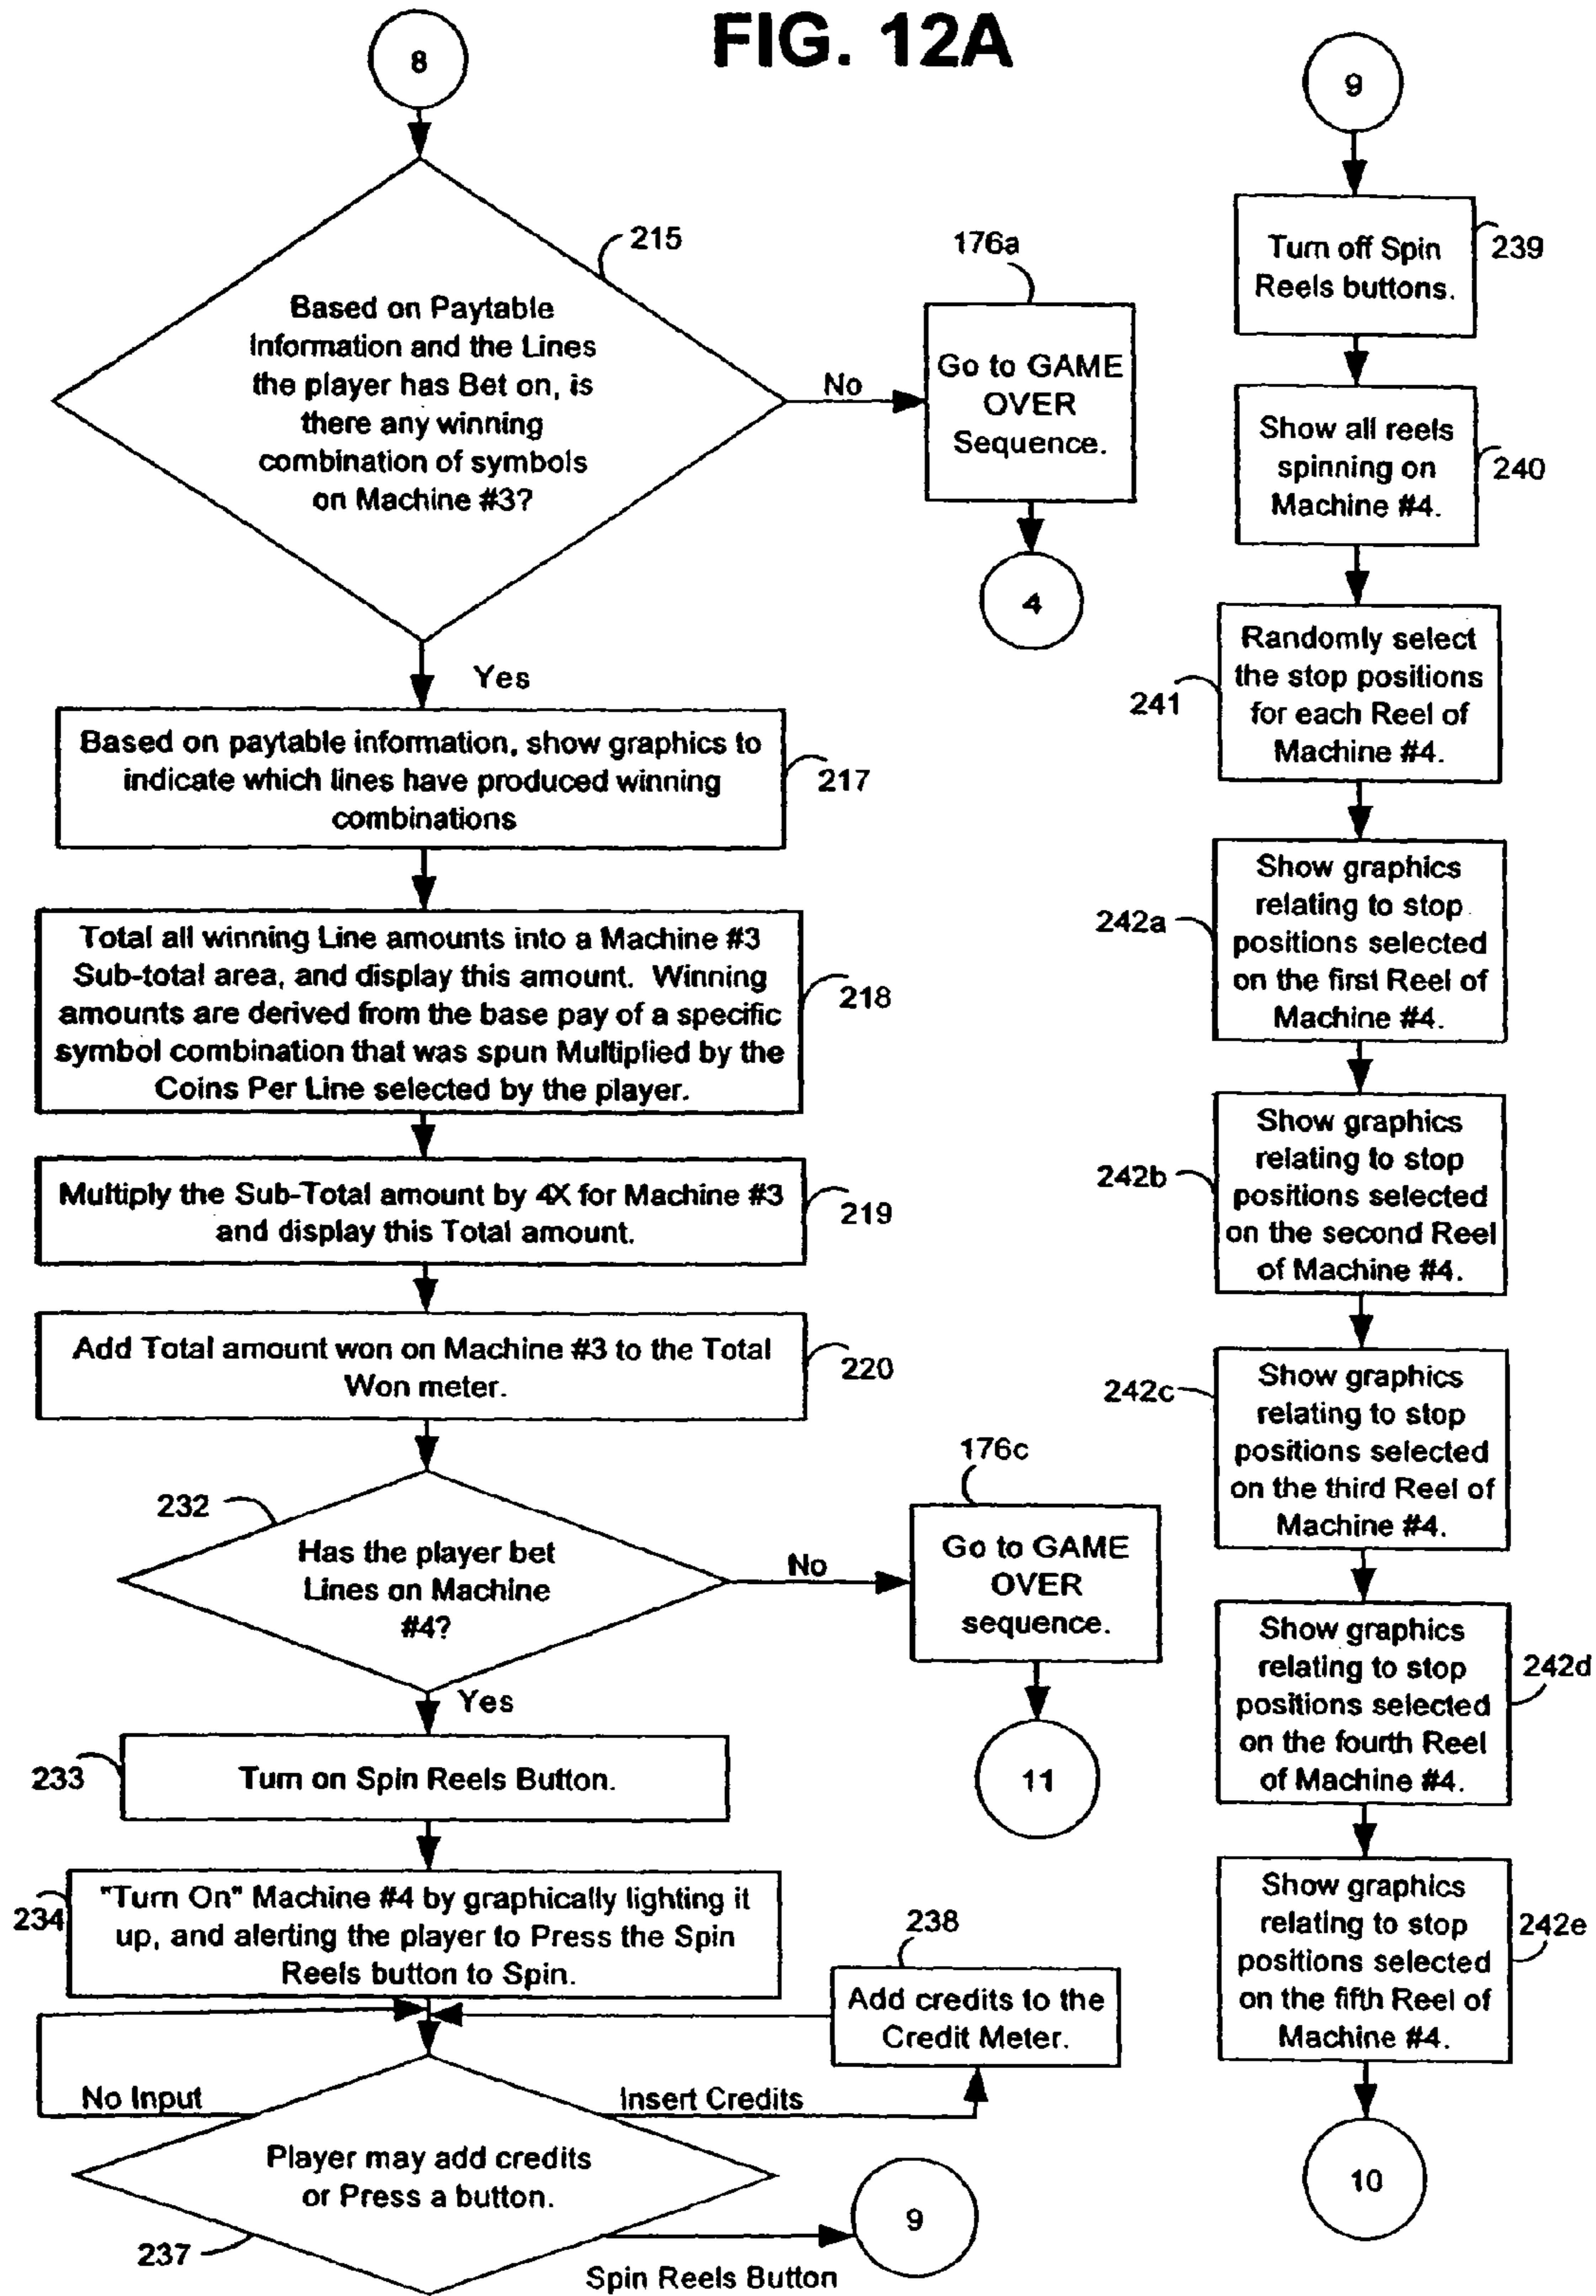 FIG. 12A
8
215
Based on Paytable
Information and the Lines
the player has Bet on, is
there any winning
combination of symbols
on Machine #3?
No
176a
Go to GAME
OVER
Sequence.
4
Yes
Based on paytable information, show graphics to
indicate which lines have produced winning
combinations
217
Total all winning Line amounts into a Machine #3
Sub-total area, and display this amount. Winning
amounts are derived from the base pay of a specific
symbol combination that was spun Multiplied by the
Coins Per Line selected by the player.
218
Multiply the Sub-Total amount by 4X for Machine #3
and display this Total amount.
219
Add Total amount won on Machine #3 to the Total
Won meter.
220
232
Has the player bet
Lines on Machine
#4?
No
176c
Go to GAME
OVER
sequence.
11
Yes
233
Turn on Spin Reels Button.
234
"Turn On" Machine #4 by graphically lighting it
up, and alerting the player to Press the Spin
Reels button to Spin.
238
Add credits to the
Credit Meter.
No Input
Insert Credits
Player may add credits
or Press a button.
237
Spin Reels Button
9
9
Turn off Spin
Reels buttons.
239
Show all reels
spinning on
Machine #4.
240
Randomly select
the stop positions
for each Reel of
Machine #4.
241
Show graphics
relating to stop
positions selected
on the first Reel of
Machine #4.
242a
Show graphics
relating to stop
positions selected
on the second Reel
of Machine #4.
242b
Show graphics
relating to stop
positions selected
on the third Reel of
Machine #4.
242c
Show graphics
relating to stop
positions selected
on the fourth Reel
of Machine #4.
242d
Show graphics
relating to stop
positions selected
on the fifth Reel of
Machine #4.
242e
10